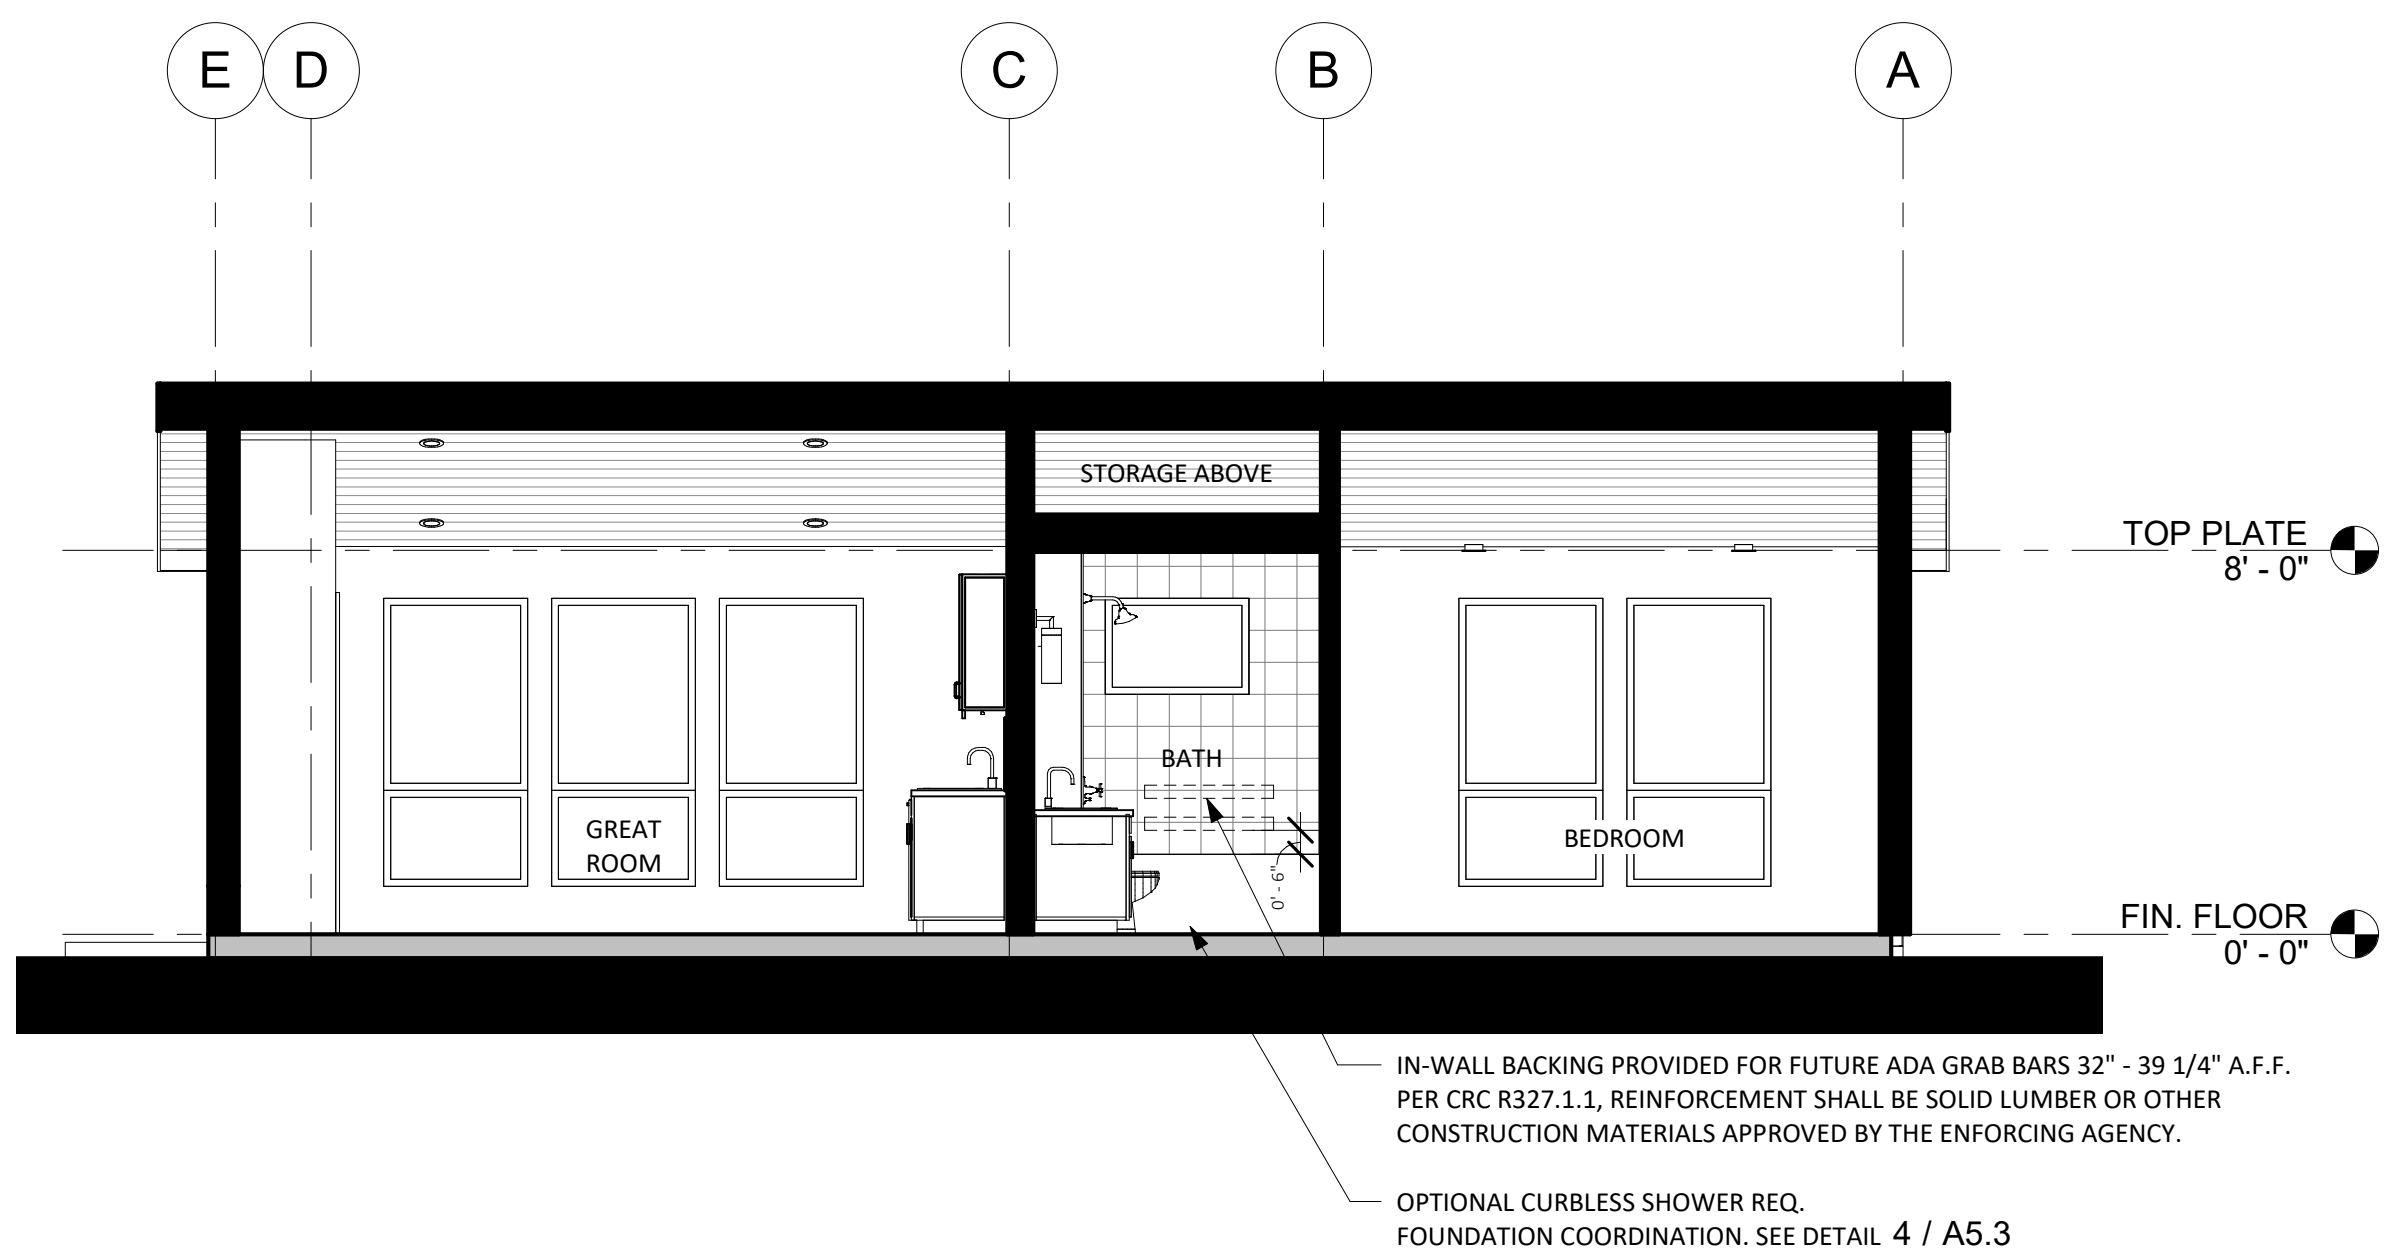 E D C B A
STORAGE ABOVE
TOP PLATE
8' - 0"
BATH
GREAT
ROOM
BEDROOM
0' - 6"
FIN. FLOOR
0' - 0"
IN-WALL BACKING PROVIDED FOR FUTURE ADA GRAB BARS 32" - 39 1/4" A.F.F.
PER CRC R327.1.1, REINFORCEMENT SHALL BE SOLID LUMBER OR OTHER
CONSTRUCTION MATERIALS APPROVED BY THE ENFORCING AGENCY.
OPTIONAL CURBLESS SHOWER REQ.
FOUNDATION COORDINATION. SEE DETAIL 4 / A5.3